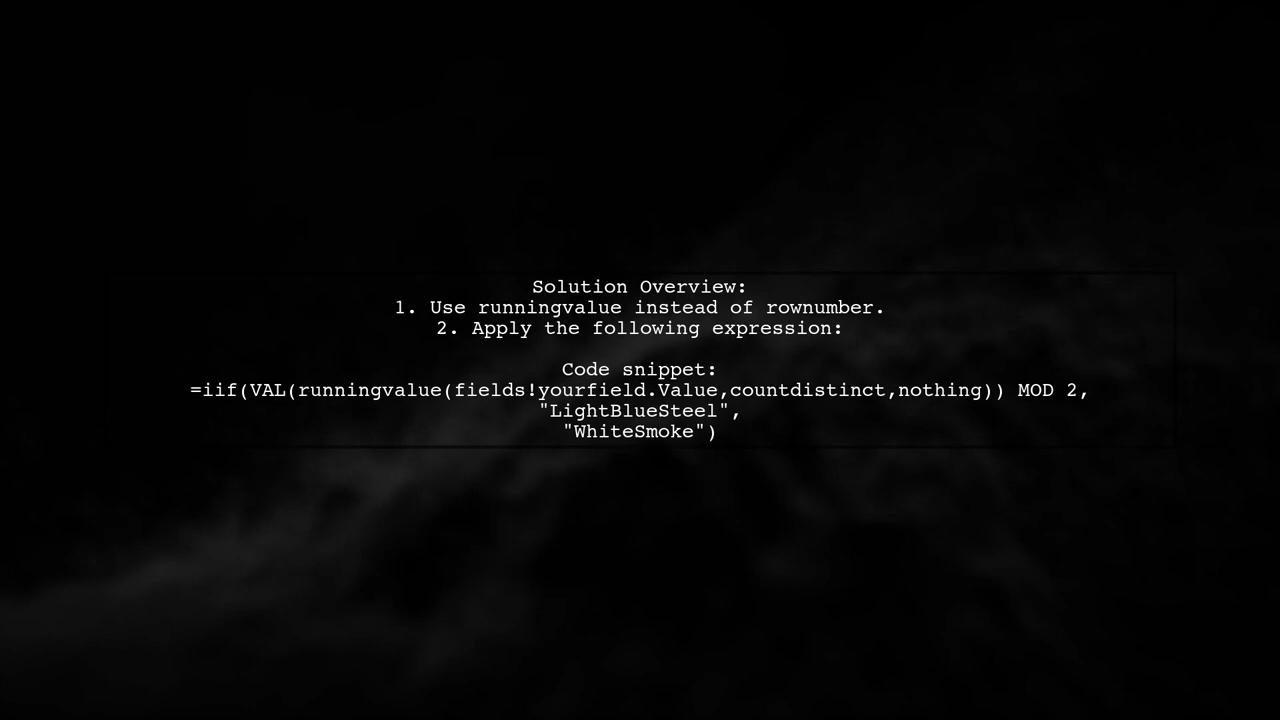 Solution Overview:
1. Use runningvalue instead of rownumber.
2. Apply the following expression:
Code snippet:
=iif(VAL(runningvalue(fields!yourfield.Value,countdistinct,nothing)) MOD 2,
"LightBlueSteel",
"WhiteSmoke")